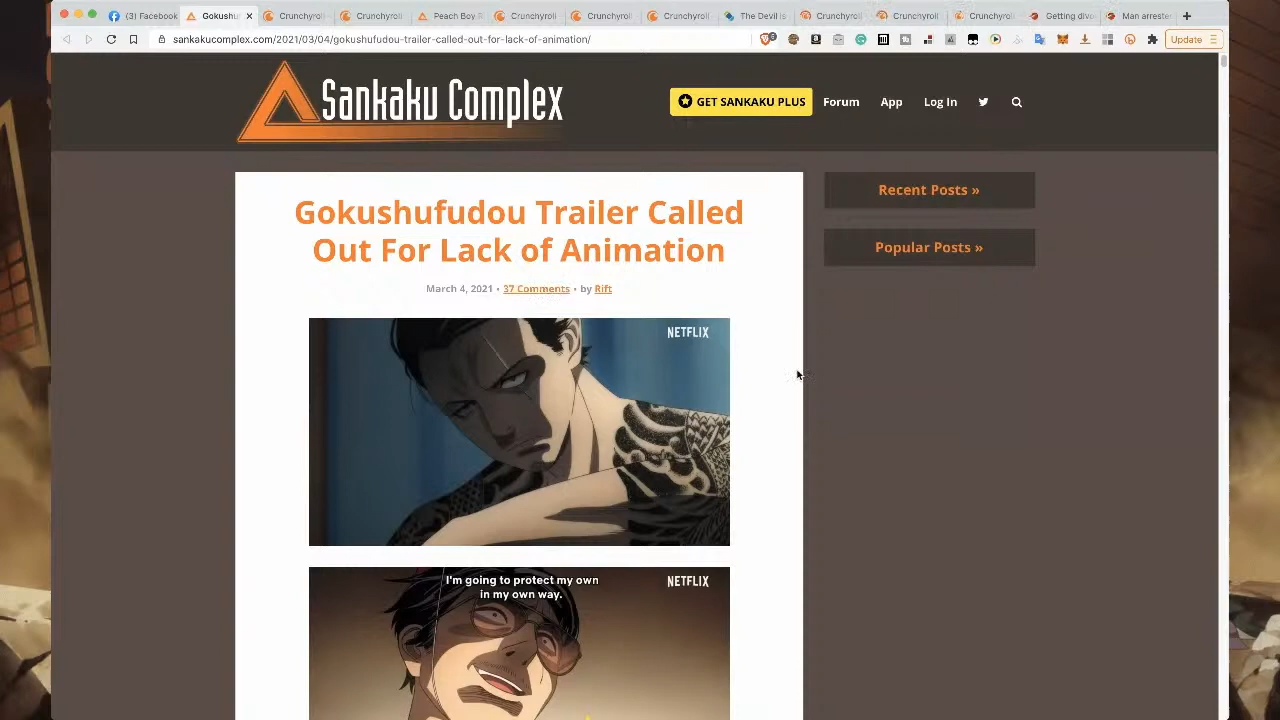 (3) Facebook
Gokushu
Crunchyroll
Crunchyroll
Peach Boy
Crunchyroll
Crunchyroll
Crunchyroll
The Devil is
Crunchyroll
Crunchyroll
Crunchyroll
Getting divo
Man arreste
sankakucomplex.com/2021/03/04/gokushufudou-trailer-called-out-for-lack-of-animation/
Update
Sankaku Complex
GET SANKAKU PLUS
Forum
App
Log In
Gokushufudou Trailer Called
Out For Lack of Animation
March 4, 2021 • 37 Comments • by Rift
Recent Posts »
Popular Posts »
NETFLIX
I'm going to protect my own
in my own way.
NETFLIX